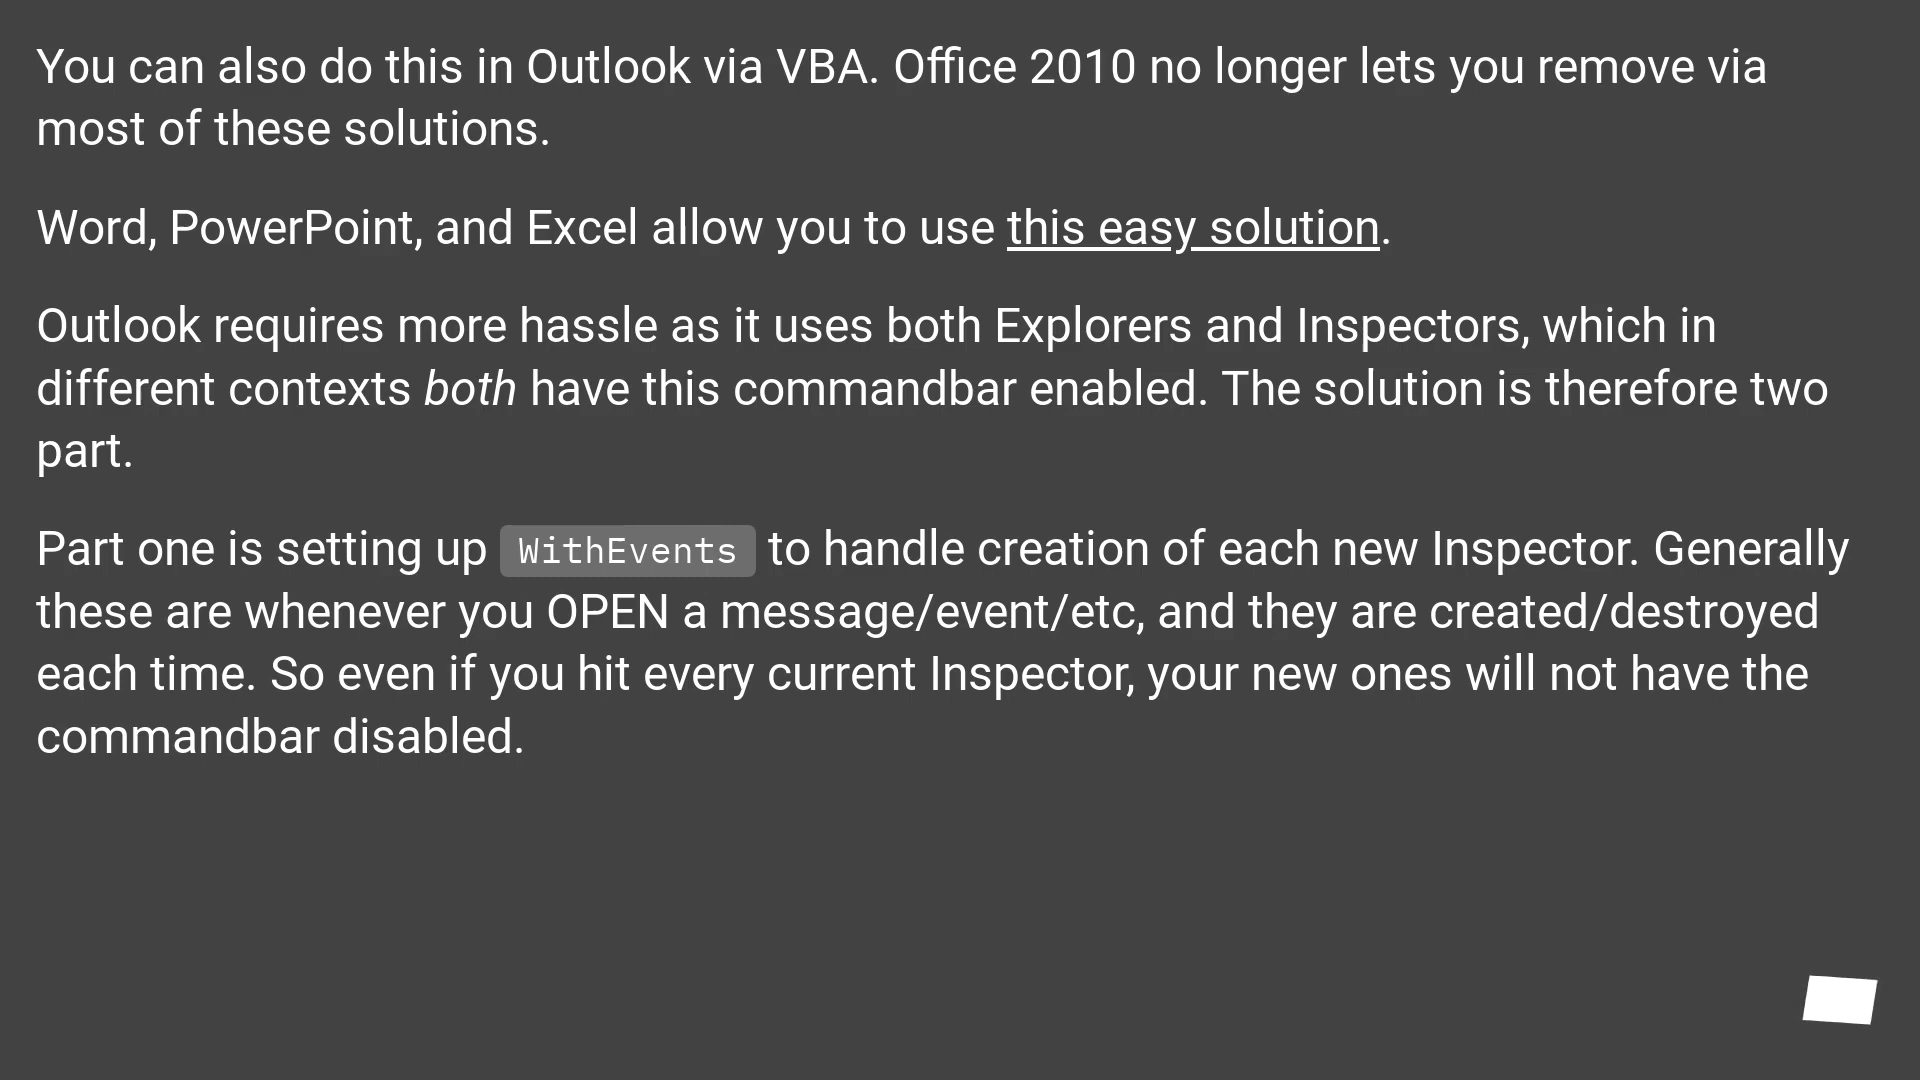 You can also do this in Outlook via VBA. Office 2010 no longer lets you remove via
most of these solutions.
Word, PowerPoint, and Excel allow you to use this easy solution.
Outlook requires more hassle as it uses both Explorers and Inspectors, which in
different contexts both have this commandbar enabled. The solution is therefore two
part.
Part one is setting up WithEvents to handle creation of each new Inspector. Generally
these are whenever you OPEN a message/event/etc, and they are created/destroyed
each time. So even if you hit every current Inspector, your new ones will not have the
commandbar disabled.